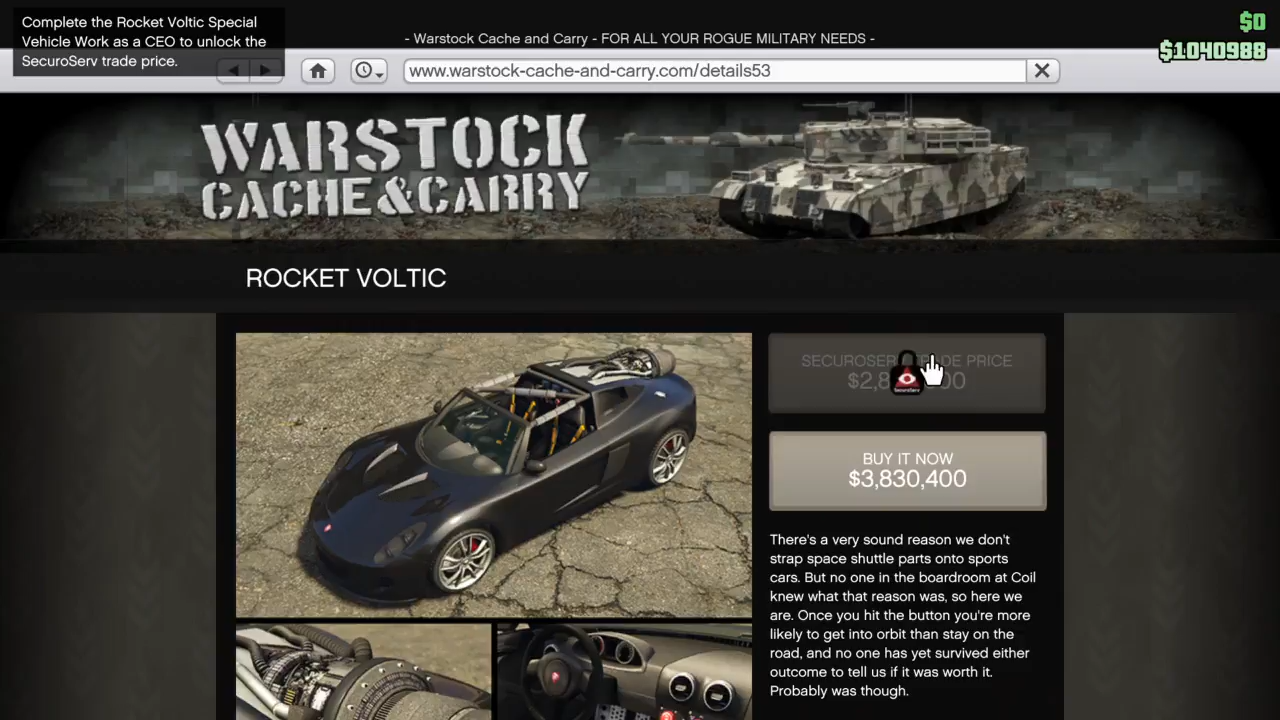 Complete the Rocket Voltic Special
Vehicle Work as a CEO to unlock the
SecuroServ trade price.
- Warstock Cache and Carry - FOR ALL YOUR ROGUE MILITARY NEEDS -
$0
$1040988
www.warstock-cache-and-carry.com/details53
WARSTOCK
CACHE&CARRY
ROCKET VOLTIC
PRICE
BUY IT NOW
$3,830,400
There's a very sound reason we don't
strap space shuttle parts onto sports
cars. But no one in the boardroom at Coil
knew what that reason was, so here we
are. Once you hit the button you're more
likely to get into orbit than stay on the
road, and no one has yet survived either
outcome to tell us if it was worth it.
Probably was though.